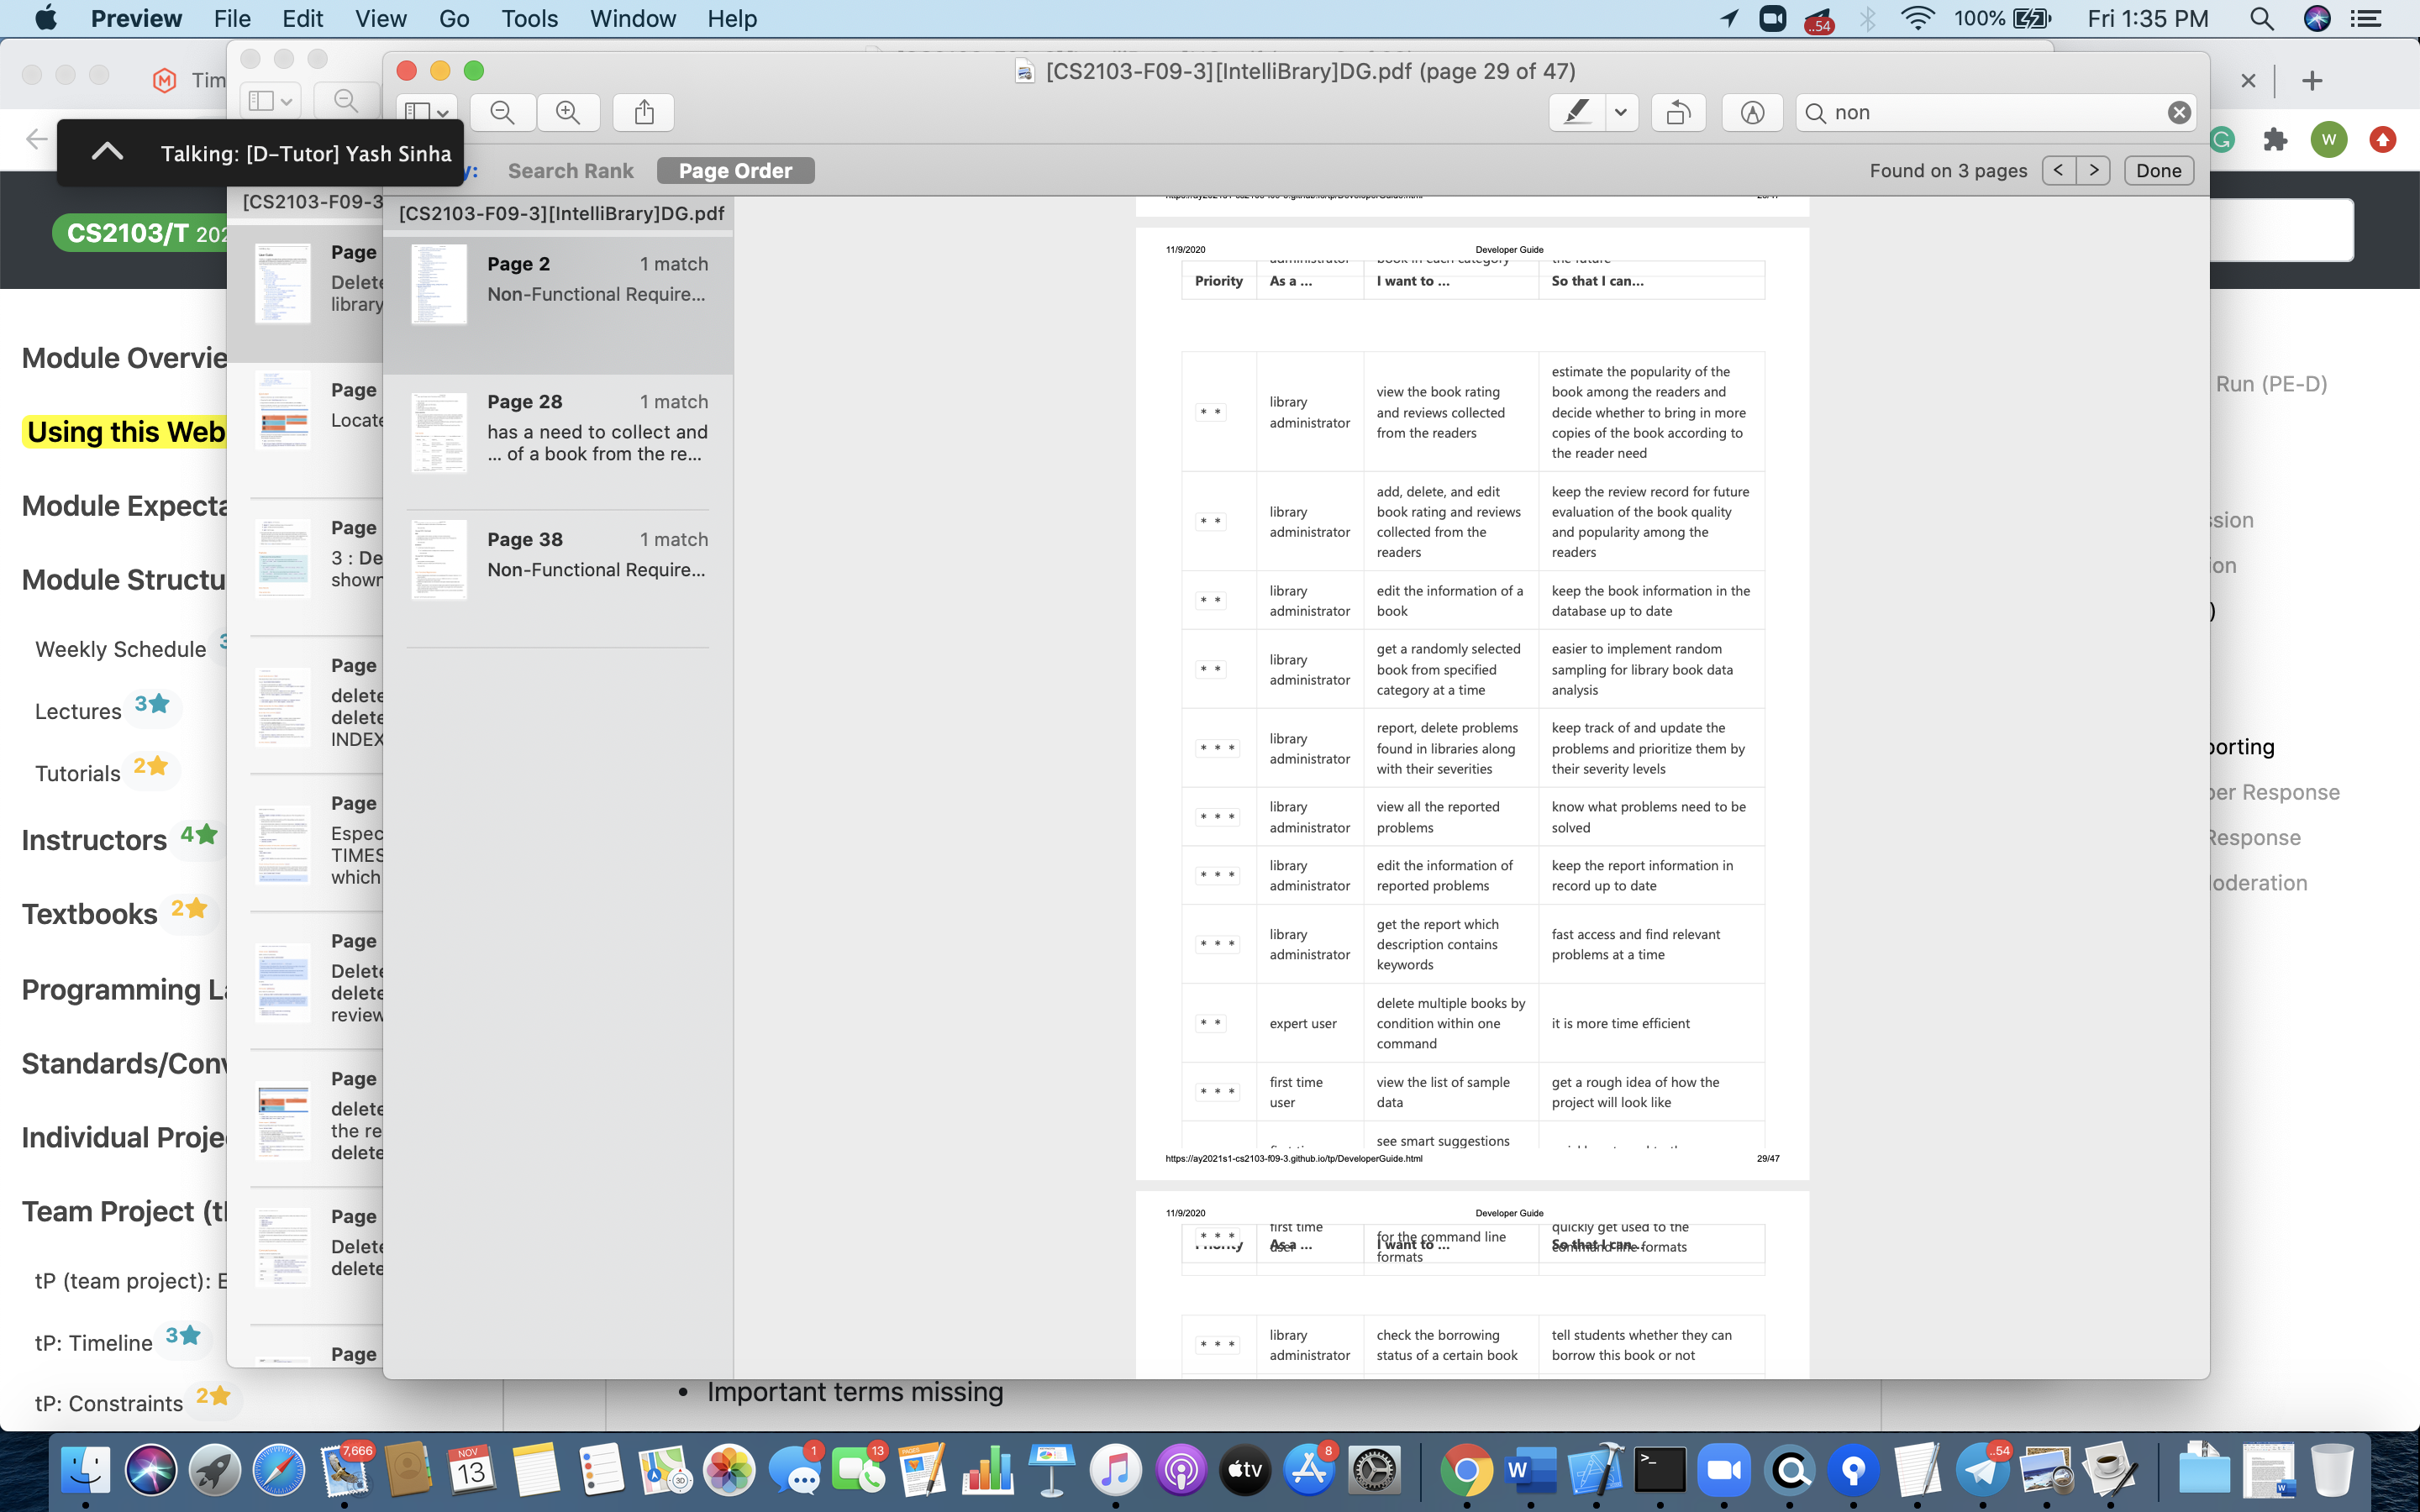 Preview File Edit View Go Tools Window Help
..54
100%
Fri 1:35 PM
[CS2103-F09-3][IntelliBrary]DG.pdf (page 29 of 47)
non
Talking: [D-Tutor] Yash Sinha
Search Rank
Page Order
Found on 3 pages
Done
Tim
W
CS2103/T
Module Overvie
Using this Web
Module Expecta
Module Structu
Weekly Schedule
Lectures 3
Tutorials 2
Instructors 4
Textbooks 2
Programming La
Standards/Conv
Individual Proje
Team Project (t
tP (team project): E
tP: Timeline 3
tP: Constraints 2
[CS2103-F09-3
Page
Delete
library
Page
Locate
Page
3 : De
shown
Page
delete
delete
INDEX
Page
Espec
TIMES
which
Page
Delete
delete
review
Page
delete
the re
delete
Page
Delete
delete
Page
[CS2103-F09-3][IntelliBrary]DG.pdf
Page 2 1 match
Non-Functional Require...
Page 28 1 match
has a need to collect and
... of a book from the re...
Page 38 1 match
Non-Functional Require...
11/9/2020 Developer Guide
Priority As a ... I want to ... So that I can...
* * library administrator view the book rating and reviews collected from the readers estimate the popularity of the book among the readers and decide whether to bring in more copies of the book according to the reader need
* * library administrator add, delete, and edit book rating and reviews collected from the readers keep the review record for future evaluation of the book quality and popularity among the readers
* * library administrator edit the information of a book keep the book information in the database up to date
* * library administrator get a randomly selected book from specified category at a time easier to implement random sampling for library book data analysis
* * * library administrator report, delete problems found in libraries along with their severities keep track of and update the problems and prioritize them by their severity levels
* * * library administrator view all the reported problems know what problems need to be solved
* * * library administrator edit the information of reported problems keep the report information in record up to date
* * * library administrator get the report which description contains keywords fast access and find relevant problems at a time
* * expert user delete multiple books by condition within one command it is more time efficient
* * * first time user view the list of sample data get a rough idea of how the project will look like
see smart suggestions
https://ay2021s1-cs2103-f09-3.github.io/tp/DeveloperGuide.html 29/47
11/9/2020 Developer Guide
* * * first time user for the command line formats quickly get used to the command line formats
Priority As a ... I want to ... So that I can...
* * * library administrator check the borrowing status of a certain book tell students whether they can borrow this book or not
Run (PE-D)
ssion
ion
)
porting
per Response
Response
oderation
• Important terms missing
7,666
NOV
13
3D
1
13
PAGES
tv
8
W
>_
..54
W